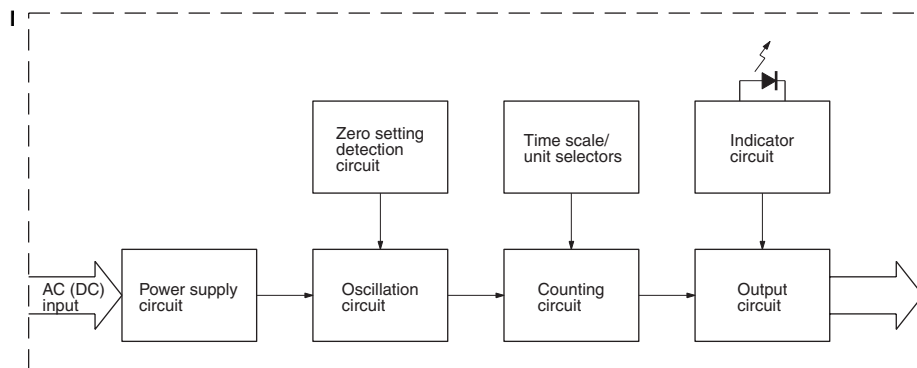 I
Zero setting
detection
circuit
Time scale/
unit selectors
Indicator
circuit
AC (DC)
input
Power supply
circuit
Oscillation
circuit
Counting
circuit
Output
circuit